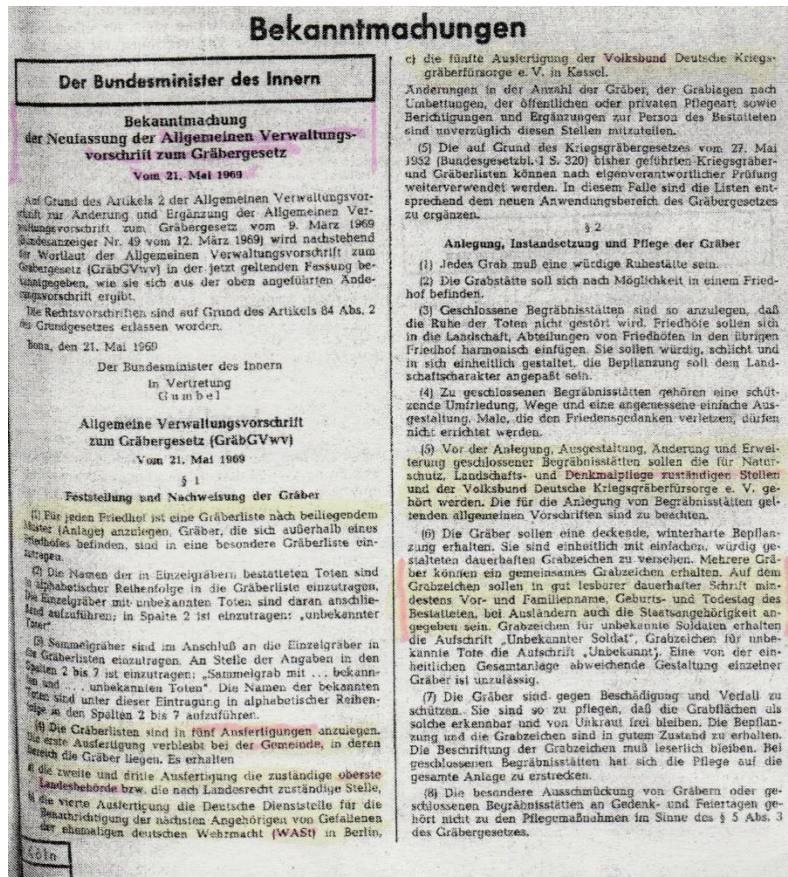 Bekanntmachungen
Der Bundesminister des Innern
Bekanntmachung
der Neufassung der Allgemeinen Verwaltungs-
vorschrift zum Gräbergesetz
Vom 21. Mai 1969
Auf Grund des Artikels 2 der Allgemeinen Verwaltungsvor-
schrift zur Änderung und Ergänzung der Allgemeinen Ver-
waltungsvorschrift zum Gräbergesetz vom 9. März 1969
(Bundesanzeiger Nr. 49 vom 12. März 1969) wird nachstehend
der Wortlaut der Allgemeinen Verwaltungsvorschrift zum
Gräbergesetz (GräbGVwv) in der jetzt geltenden Fassung be-
kanntgegeben, wie sie sich aus der oben angeführten Ände-
rungsvorschrift ergibt.
Die Rechtsvorschriften sind auf Grund des Artikels 84 Abs. 2
des Grundgesetzes erlassen worden.
Bonn, den 21. Mai 1969
Der Bundesminister des Innern
In Vertretung
Gumbel
Allgemeine Verwaltungsvorschrift
zum Gräbergesetz (GräbGVwv)
Vom 21. Mai 1969
§ 1
Feststellung und Nachweisung der Gräber
(1) Für jeden Friedhof ist eine Gräberliste nach beiliegendem
Muster (Anlage) anzulegen. Gräber, die sich außerhalb eines
Friedhofes befinden, sind in eine besondere Gräberliste ein-
zutragen.
(2) Die Namen der in Einzelgräbern bestatteten Toten sind
in alphabetischer Reihenfolge in die Gräberliste einzutragen.
Die Einzelgräber mit unbekannten Toten sind daran anschlie-
ßend aufzuführen; in Spalte 2 ist einzutragen: „unbekannter
Toter".
(3) Sammelgräber sind im Anschluß an die Einzelgräber in
die Gräberlisten einzutragen. An Stelle der Angaben in den
Spalten 2 bis 7 ist einzutragen: „Sammelgrab mit ... bekann-
ten und ... unbekannten Toten". Die Namen der bekannten
Toten sind unter dieser Eintragung in alphabetischer Reihen-
folge in den Spalten 2 bis 7 aufzuführen.
(4) Die Gräberlisten sind in fünf Ausfertigungen anzulegen.
Die erste Ausfertigung verbleibt bei der Gemeinde, in deren
Bereich die Gräber liegen. Es erhalten
a) die zweite und dritte Ausfertigung die zuständige oberste
Landesbehörde bzw. die nach Landesrecht zuständige Stelle,
b) die vierte Ausfertigung die Deutsche Dienststelle für die
Benachrichtigung der nächsten Angehörigen von Gefallenen
der ehemaligen deutschen Wehrmacht (WASt) in Berlin,
Köln
c) die fünfte Ausfertigung der Volksbund Deutsche Kriegs-
gräberfürsorge e. V. in Kassel.
Änderungen in der Anzahl der Gräber, der Grablagen nach
Umbettungen, der öffentlichen oder privaten Pflegeart sowie
Berichtigungen und Ergänzungen zur Person des Bestatteten
sind unverzüglich diesen Stellen mitzuteilen.
(5) Die auf Grund des Kriegsgräbergesetzes vom 27. Mai
1952 (Bundesgesetzbl. I S. 320) bisher geführten Kriegsgräber-
und Gräberlisten können nach eigenverantwortlicher Prüfung
weiterverwendet werden. In diesem Falle sind die Listen ent-
sprechend dem neuen Anwendungsbereich des Gräbergesetzes
zu ergänzen.
§ 2
Anlegung, Instandsetzung und Pflege der Gräber
(1) Jedes Grab muß eine würdige Ruhestätte sein.
(2) Die Grabstätte soll sich nach Möglichkeit in einem Fried-
hof befinden.
(3) Geschlossene Begräbnisstätten sind so anzulegen, daß
die Ruhe der Toten nicht gestört wird. Friedhöfe sollen sich
in die Landschaft, Abteilungen von Friedhöfen in den übrigen
Friedhof harmonisch einfügen. Sie sollen würdig, schlicht und
in sich einheitlich gestaltet, die Bepflanzung soll dem Land-
schaftscharakter angepaßt sein.
(4) Zu geschlossenen Begräbnisstätten gehören eine schüt-
zende Umfriedung, Wege und eine angemessene einfache Aus-
gestaltung. Male, die den Friedensgedanken verletzen, dürfen
nicht errichtet werden.
(5) Vor der Anlegung, Ausgestaltung, Änderung und Erwei-
terung geschlossener Begräbnisstätten sollen die für Natur-
schutz, Landschafts- und Denkmalpflege zuständigen Stellen
und der Volksbund Deutsche Kriegsgräberfürsorge e. V. ge-
hört werden. Die für die Anlegung von Begräbnisstätten gel-
tenden allgemeinen Vorschriften sind zu beachten.
(6) Die Gräber sollen eine deckende, winterharte Bepflan-
zung erhalten. Sie sind einheitlich mit einfachen, würdig ge-
stalteten dauerhaften Grabzeichen zu versehen. Mehrere Grä-
ber können ein gemeinsames Grabzeichen erhalten. Auf dem
Grabzeichen sollen in gut lesbarer dauerhafter Schrift min-
destens Vor- und Familienname, Geburts- und Todestag des
Bestatteten, bei Ausländern auch die Staatsangehörigkeit an-
gegeben sein. Grabzeichen für unbekannte Soldaten erhalten
die Aufschrift „Unbekannter Soldat", Grabzeichen für unbe-
kannte Tote die Aufschrift „Unbekannt). Eine von der ein-
heitlichen Gesamtanlage abweichende Gestaltung einzelner
Gräber ist unzulässig.
(7) Die Gräber sind gegen Beschädigung und Verfall zu
schützen. Sie sind so zu pflegen, daß die Grabflächen als
solche erkennbar und von Unkraut frei bleiben. Die Bepflan-
zung und die Grabzeichen sind in gutem Zustand zu erhalten.
Die Beschriftung der Grabzeichen muß leserlich bleiben. Bei
geschlossenen Begräbnisstätten hat sich die Pflege auf die
gesamte Anlage zu erstrecken.
(8) Die besondere Ausschmückung von Gräbern oder ge-
schlossenen Begräbnisstätten an Gedenk- und Feiertagen ge-
hört nicht zu den Pflegemaßnahmen im Sinne des § 5 Abs. 3
des Gräbergesetzes.